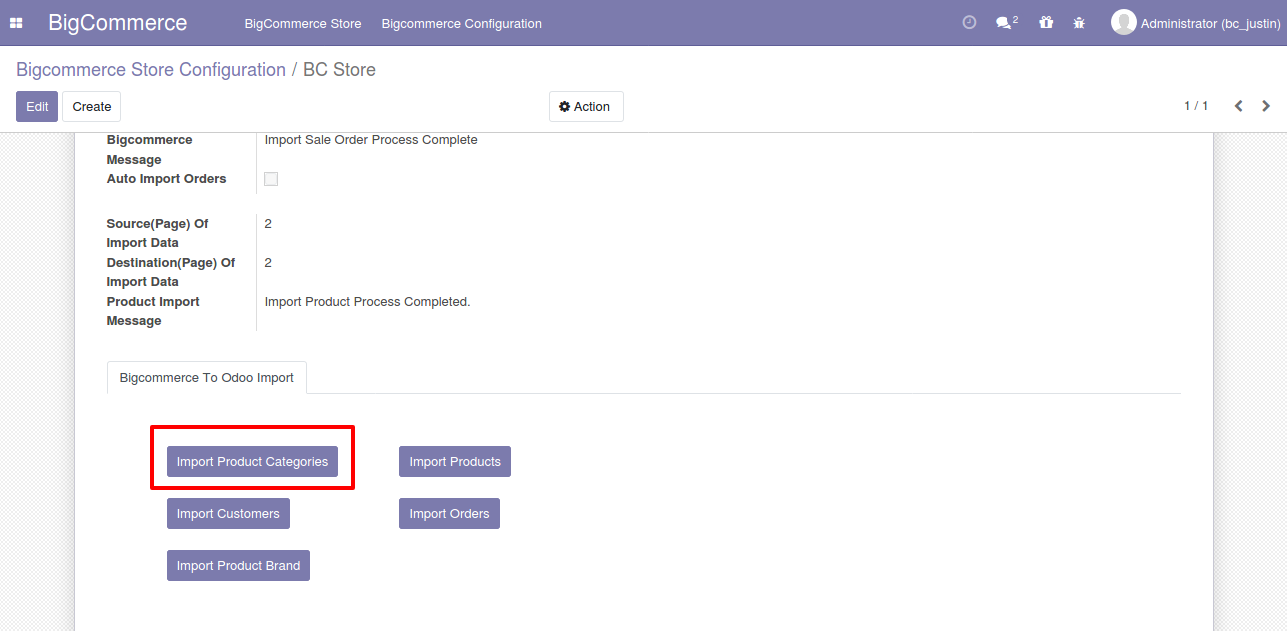 BigCommerce BigCommerce Store Bigcommerce Configuration 2 Administrator (bc_justin)
Bigcommerce Store Configuration / BC Store
Edit Create Action 1 / 1
Bigcommerce Import Sale Order Process Complete
Message
Auto Import Orders
Source(Page) Of 2
Import Data
Destination(Page) Of 2
Import Data
Product Import Import Product Process Completed.
Message
Bigcommerce To Odoo Import
Import Product Categories Import Products
Import Customers Import Orders
Import Product Brand